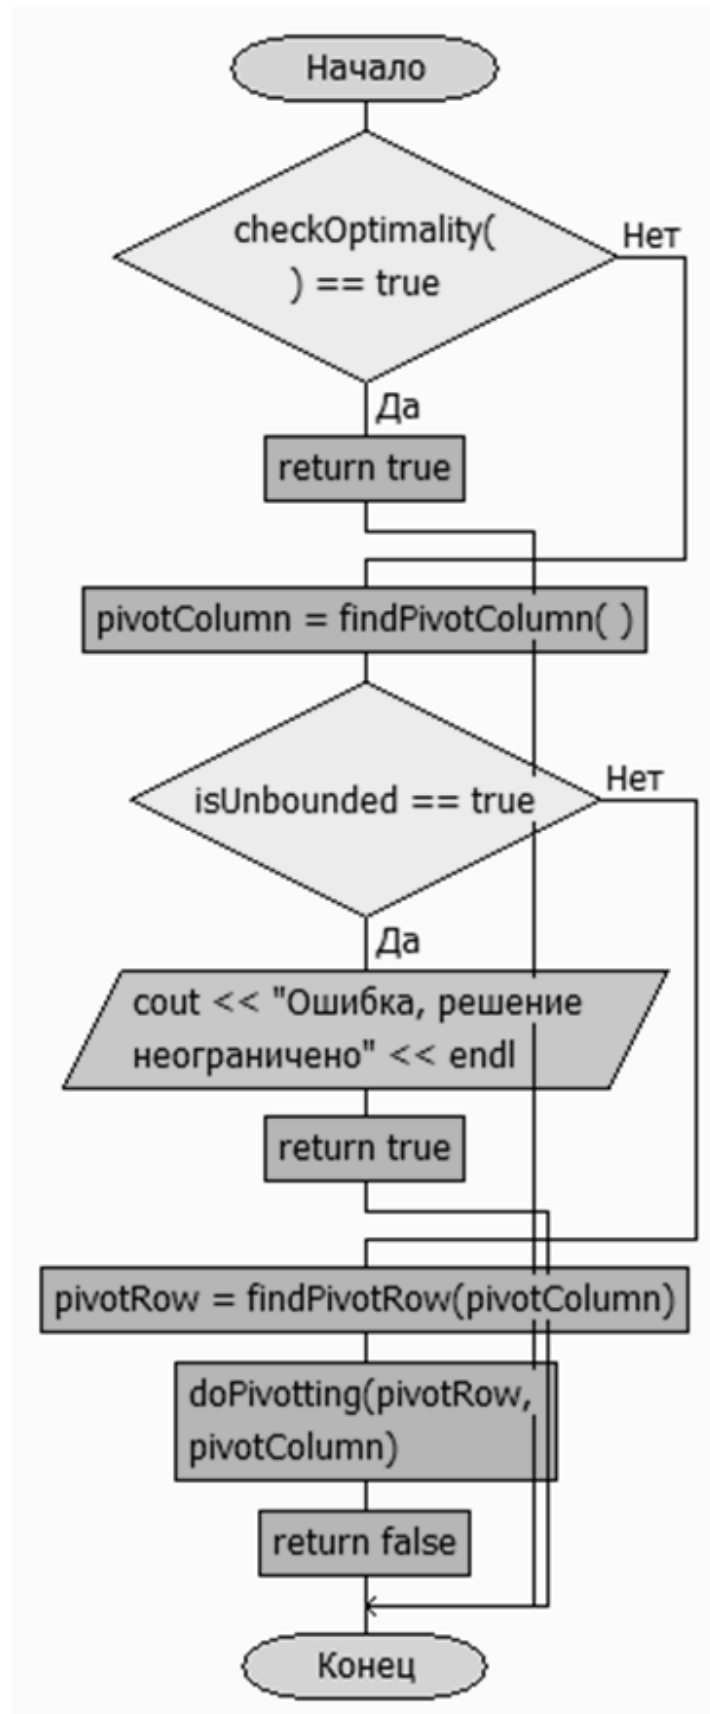 Начало
checkOptimality(
) == true
Нет
Да
return true
pivotColumn = findPivotColumn( )
isUnbounded == true
Нет
Да
cout << "Ошибка, решение
неограничено" << endl
return true
pivotRow = findPivotRow(pivotColumn)
doPivotting(pivotRow,
pivotColumn)
return false
Конец